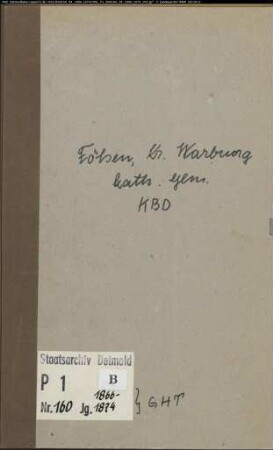 Fölsen, Kr. Warburg
kath. Gem.
KBD
Staatsarchiv Detmold
P 1
B
1866-
Nr. 160 Jg. 1874
} GHT